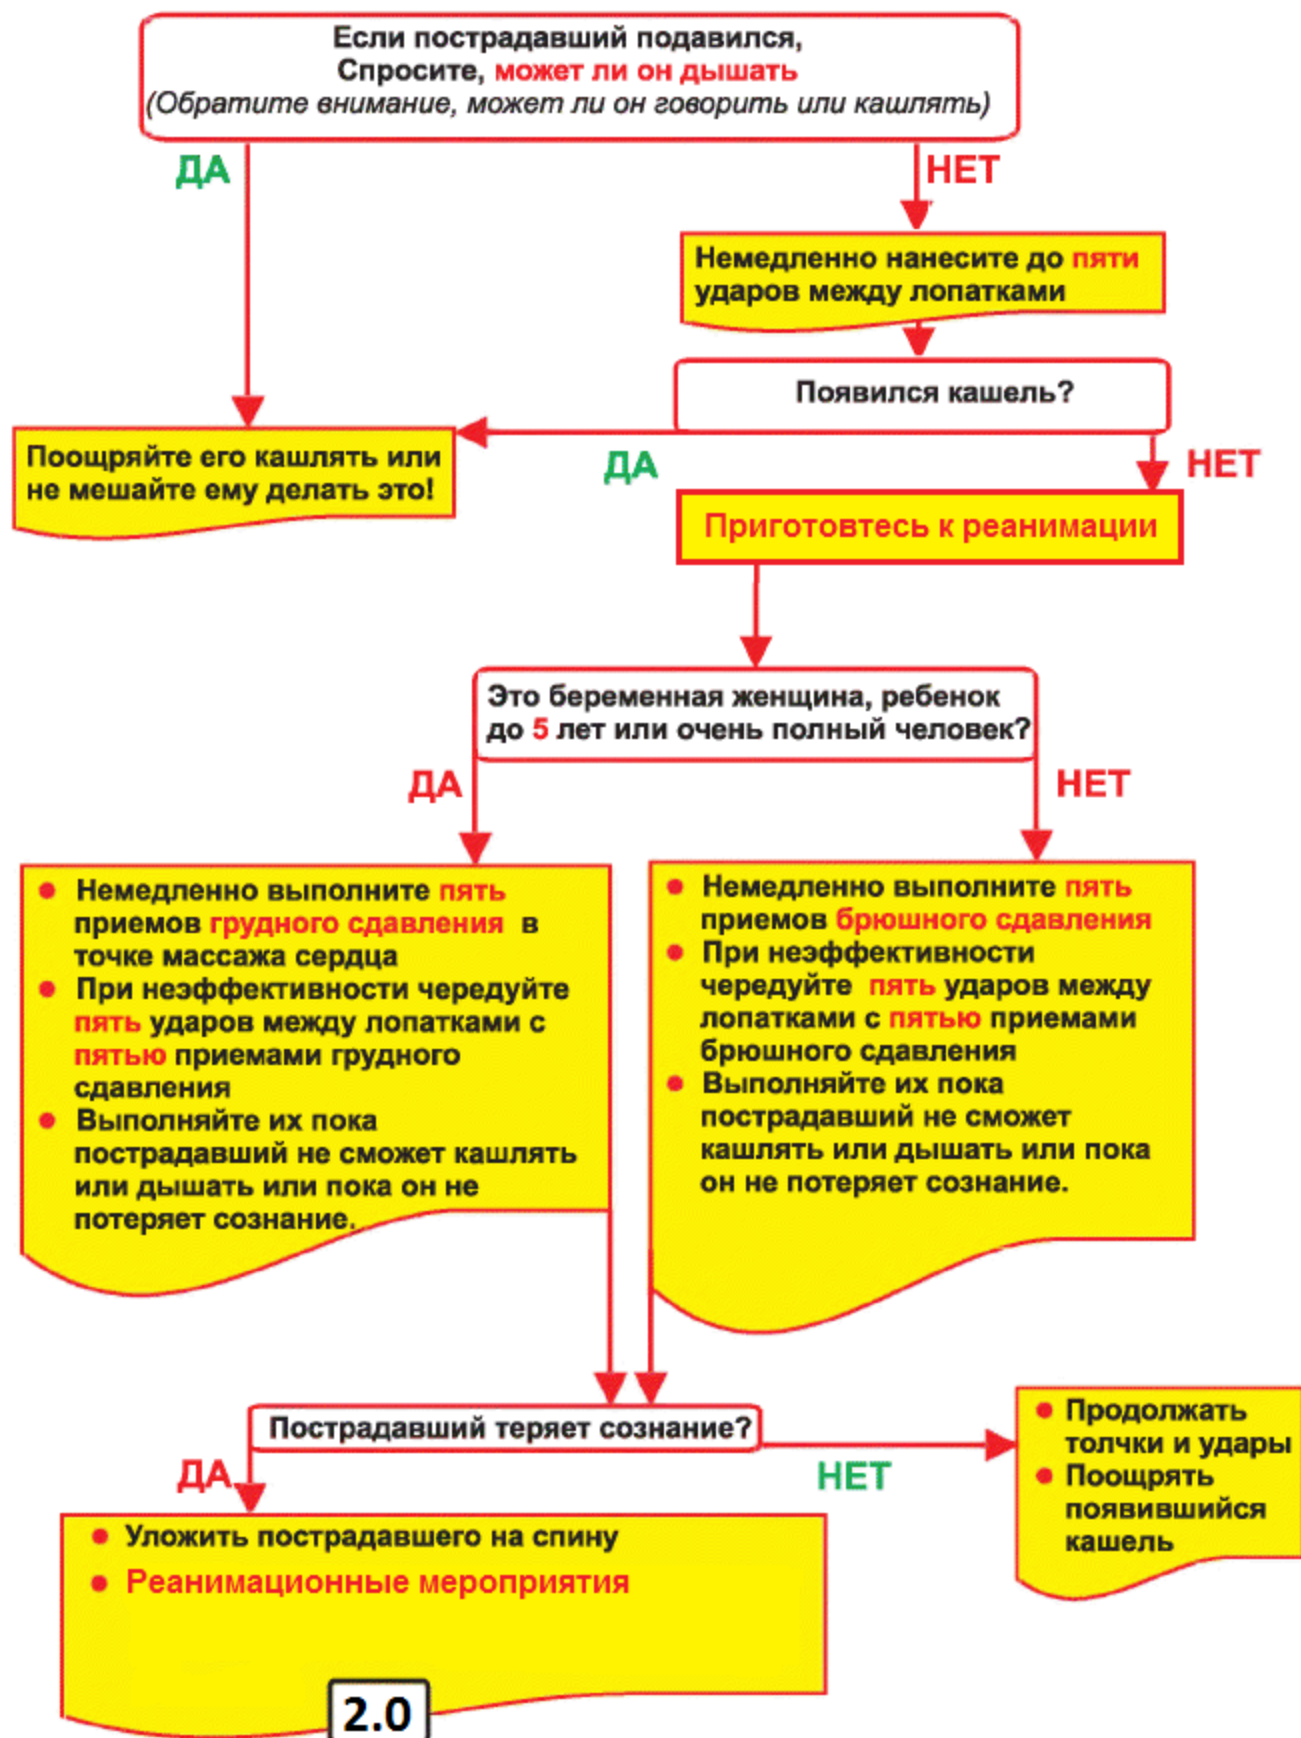 Если пострадавший подавился,
Спросите, может ли он дышать
(Обратите внимание, может ли он говорить или кашлять)
ДА
НЕТ
Немедленно нанесите до пяти
ударов между лопатками
Появился кашель?
Поощряйте его кашлять или
не мешайте ему делать это!
ДА
НЕТ
Приготовтесь к реанимации
Это беременная женщина, ребенок
до 5 лет или очень полный человек?
ДА
НЕТ
● Немедленно выполните пять
приемов грудного сдавления в
точке массажа сердца
● При неэффективности чередуйте
пять ударов между лопатками с
пятью приемами грудного
сдавления
● Выполняйте их пока
пострадавший не сможет кашлять
или дышать или пока он не
потеряет сознание.
● Немедленно выполните пять
приемов брюшного сдавления
● При неэффективности
чередуйте пять ударов между
лопатками с пятью приемами
брюшного сдавления
● Выполняйте их пока
пострадавший не сможет
кашлять или дышать или пока
он не потеряет сознание.
Пострадавший теряет сознание?
ДА
НЕТ
● Продолжать
толчки и удары
● Поощрять
появившийся
кашель
● Уложить пострадавшего на спину
● Реанимационные мероприятия
2.0